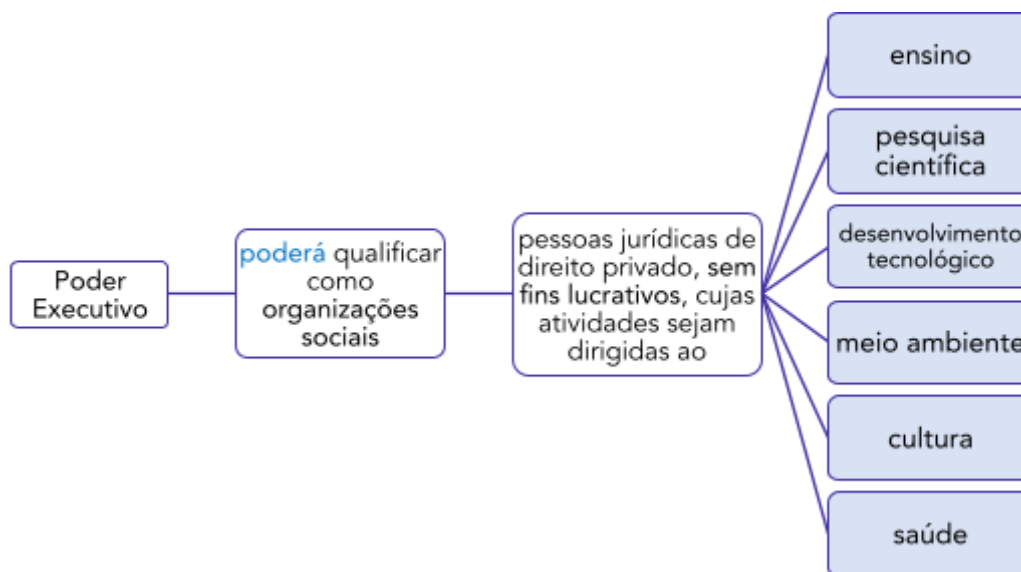 Poder
Executivo
poderá qualificar
como
organizações
sociais
pessoas jurídicas de
direito privado, sem
fins lucrativos, cujas
atividades sejam
dirigidas ao
ensino
pesquisa
científica
desenvolvimento
tecnológico
meio ambiente
cultura
saúde